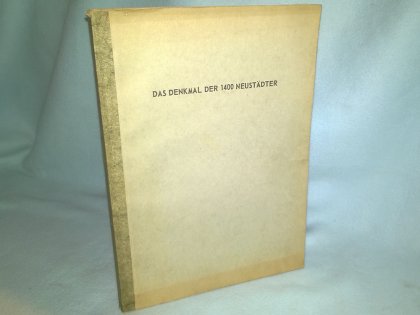 DAS DENKMAL DER 1400 NEUSTÄDTER